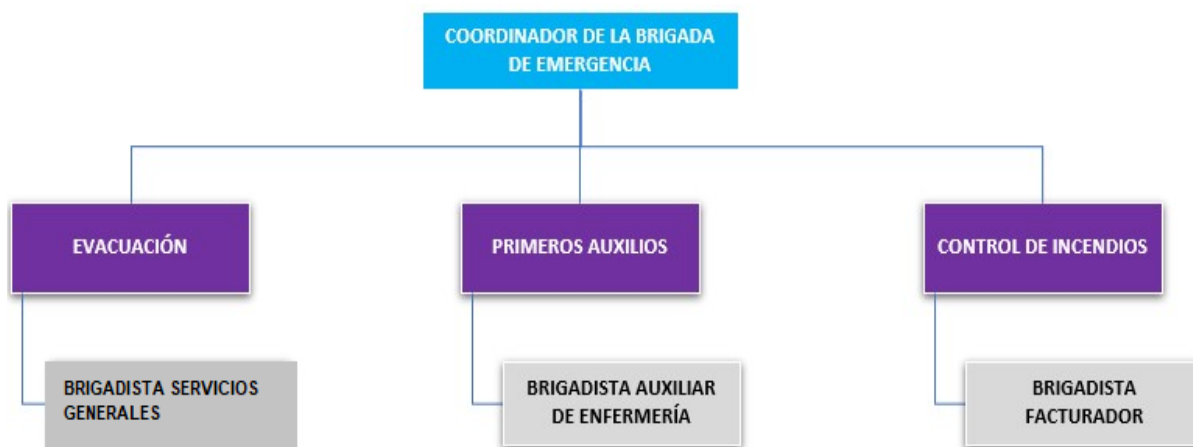 COORDINADOR DE LA BRIGADA
DE EMERGENCIA
EVACUACIÓN
PRIMEROS AUXILIOS
CONTROL DE INCENDIOS
BRIGADISTA SERVICIOS
GENERALES
BRIGADISTA AUXILIAR
DE ENFERMERÍA
BRIGADISTA
FACTURADOR